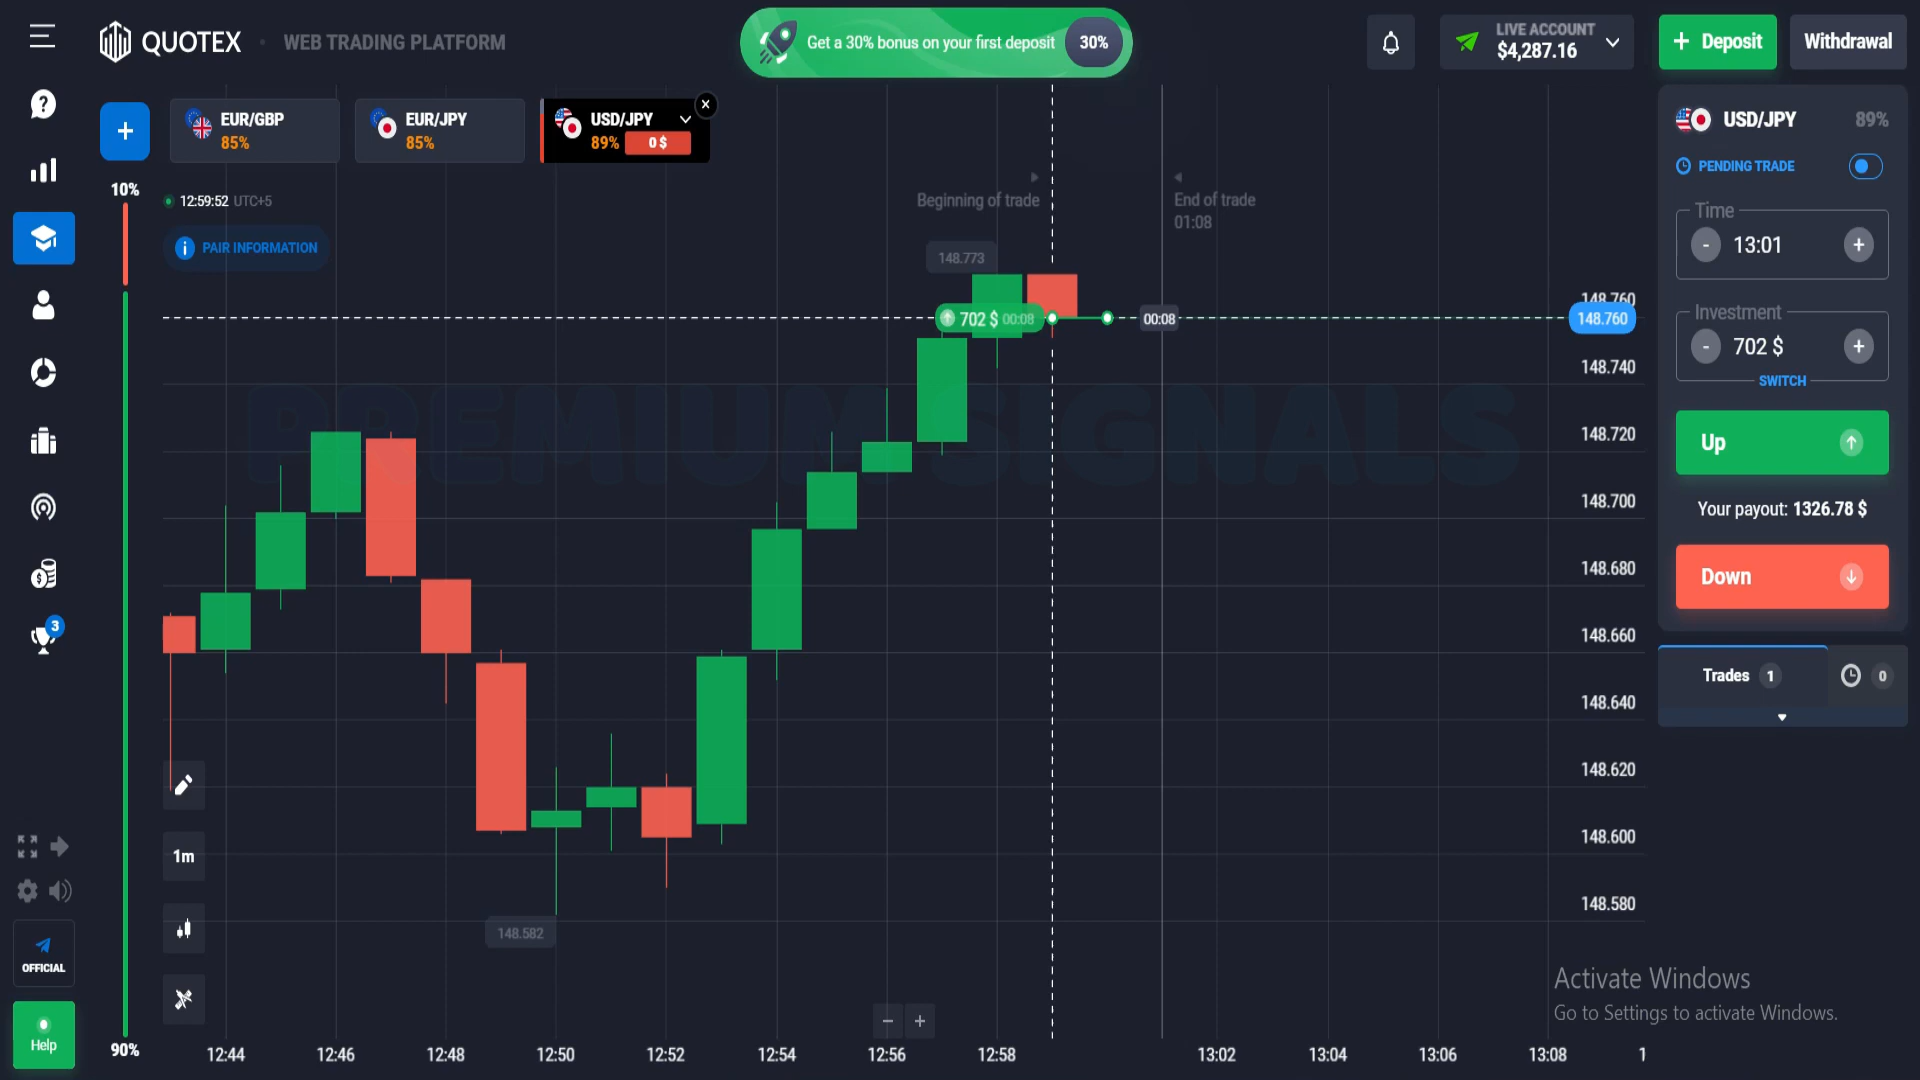 QUOTEX
WEB TRADING PLATFORM
Get a 30% bonus on your first deposit
30%
LIVE ACCOUNT
$4,287.16
+ Deposit
Withdrawal
+
EUR/GBP
85%
EUR/JPY
85%
USD/JPY
89%
0 $
USD/JPY
89%
PENDING TRADE
Time
- 13:01 +
Investment
- 702 $ +
SWITCH
Up
Your payout: 1326.78 $
Down
Trades 1
0
10%
12:59:52 UTC+5
PAIR INFORMATION
Beginning of trade
End of trade
01:08
148.773
702 $ 00:08
00:08
148.760
148.760
148.740
148.720
148.700
148.680
148.660
148.640
148.620
148.600
148.580
PREMIUM SIGNALS
3
1m
148.582
OFFICIAL
Help
90%
- +
12:44
12:46
12:48
12:50
12:52
12:54
12:56
12:58
13:02
13:04
13:06
13:08
1
Activate Windows
Go to Settings to activate Windows.